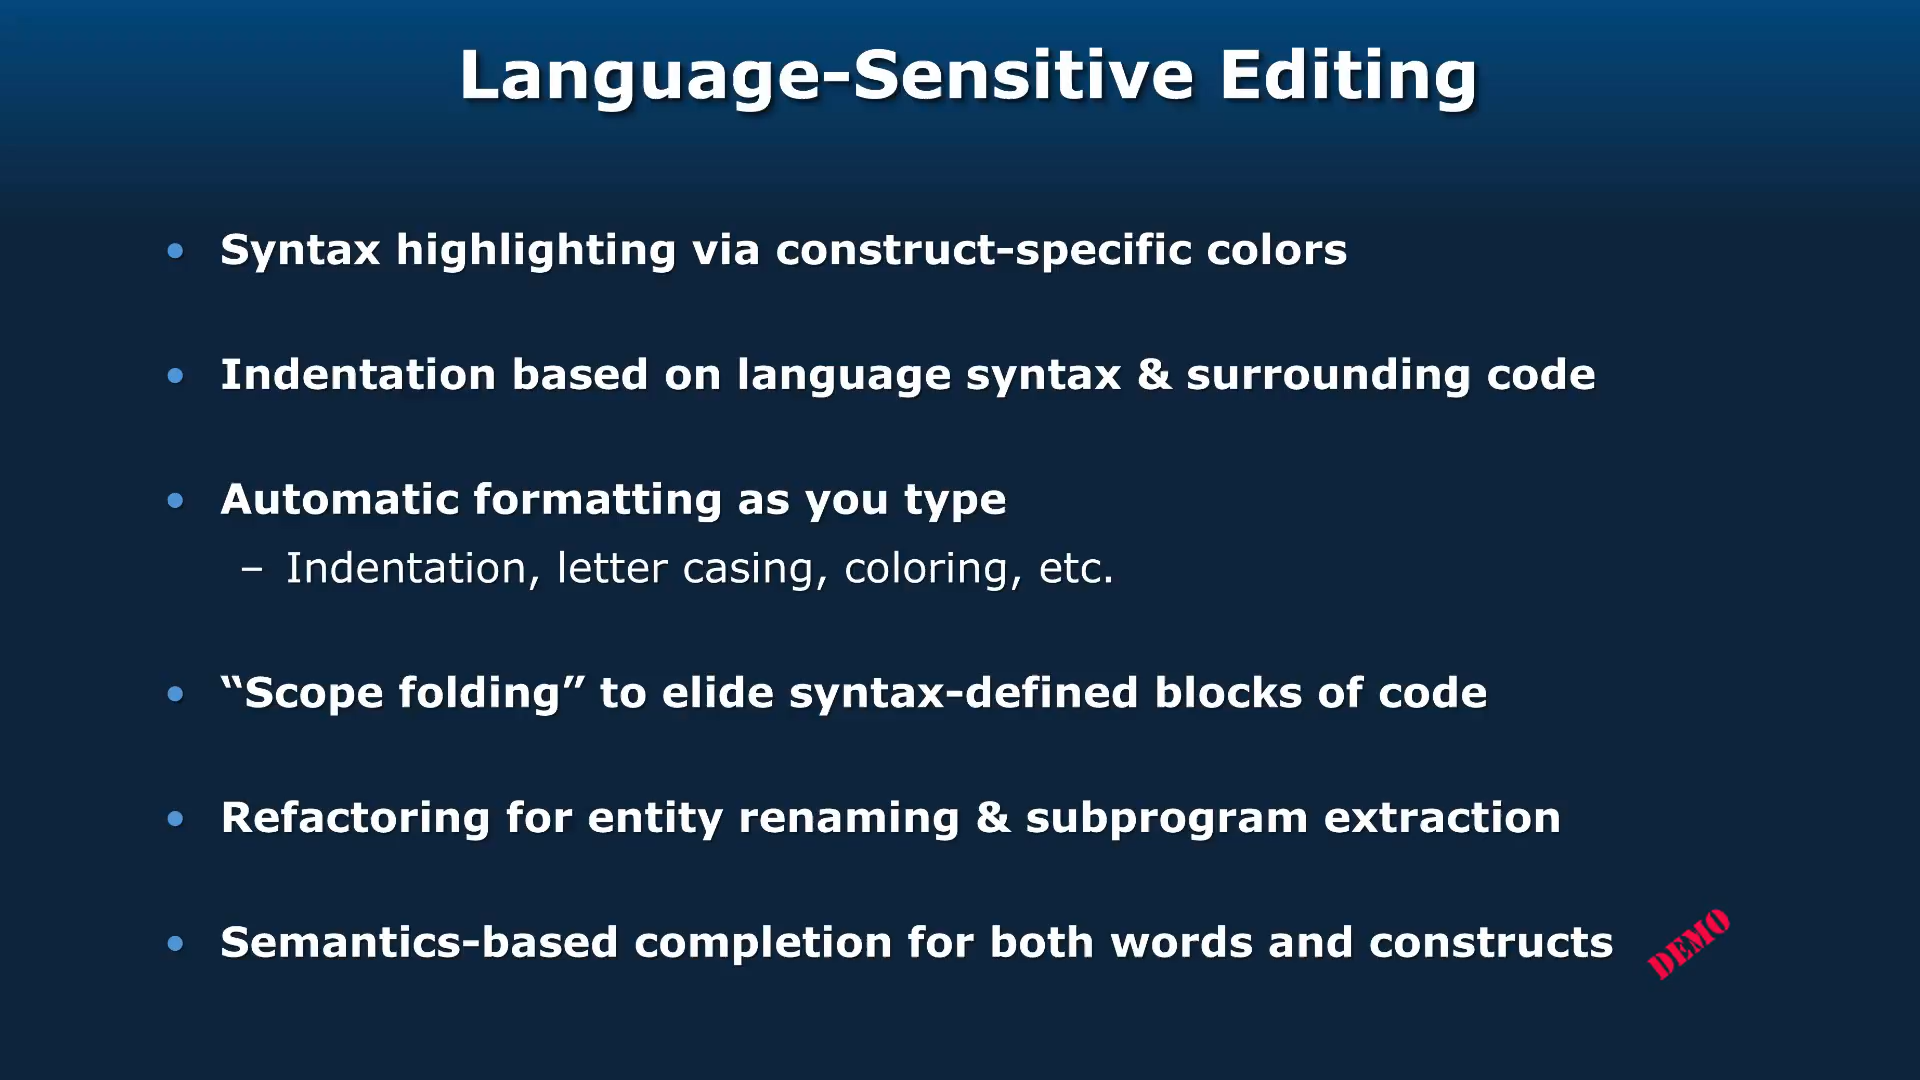 Language-Sensitive Editing
• Syntax highlighting via construct-specific colors
• Indentation based on language syntax & surrounding code
• Automatic formatting as you type
– Indentation, letter casing, coloring, etc.
• “Scope folding” to elide syntax-defined blocks of code
• Refactoring for entity renaming & subprogram extraction
• Semantics-based completion for both words and constructs
DEMO